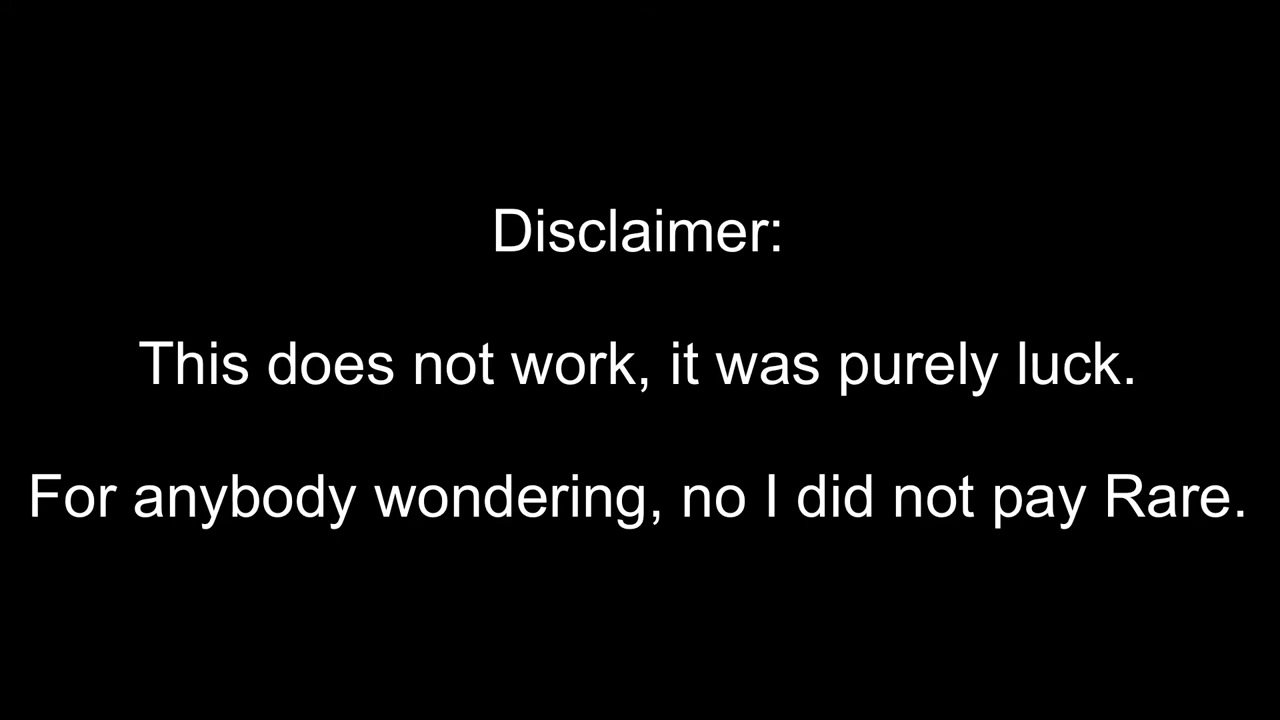 Disclaimer:
This does not work, it was purely luck.
For anybody wondering, no I did not pay Rare.